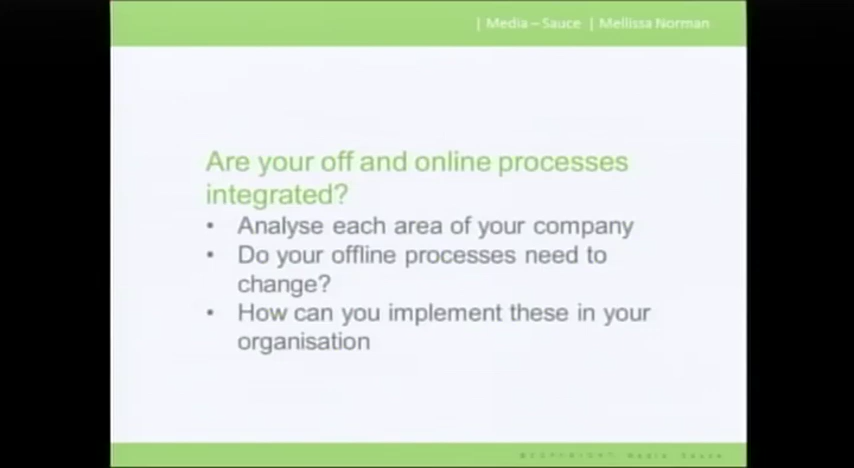 | Media – Sauce | Mellissa Norman
Are your off and online processes
integrated?
• Analyse each area of your company
• Do your offline processes need to
change?
• How can you implement these in your
organisation